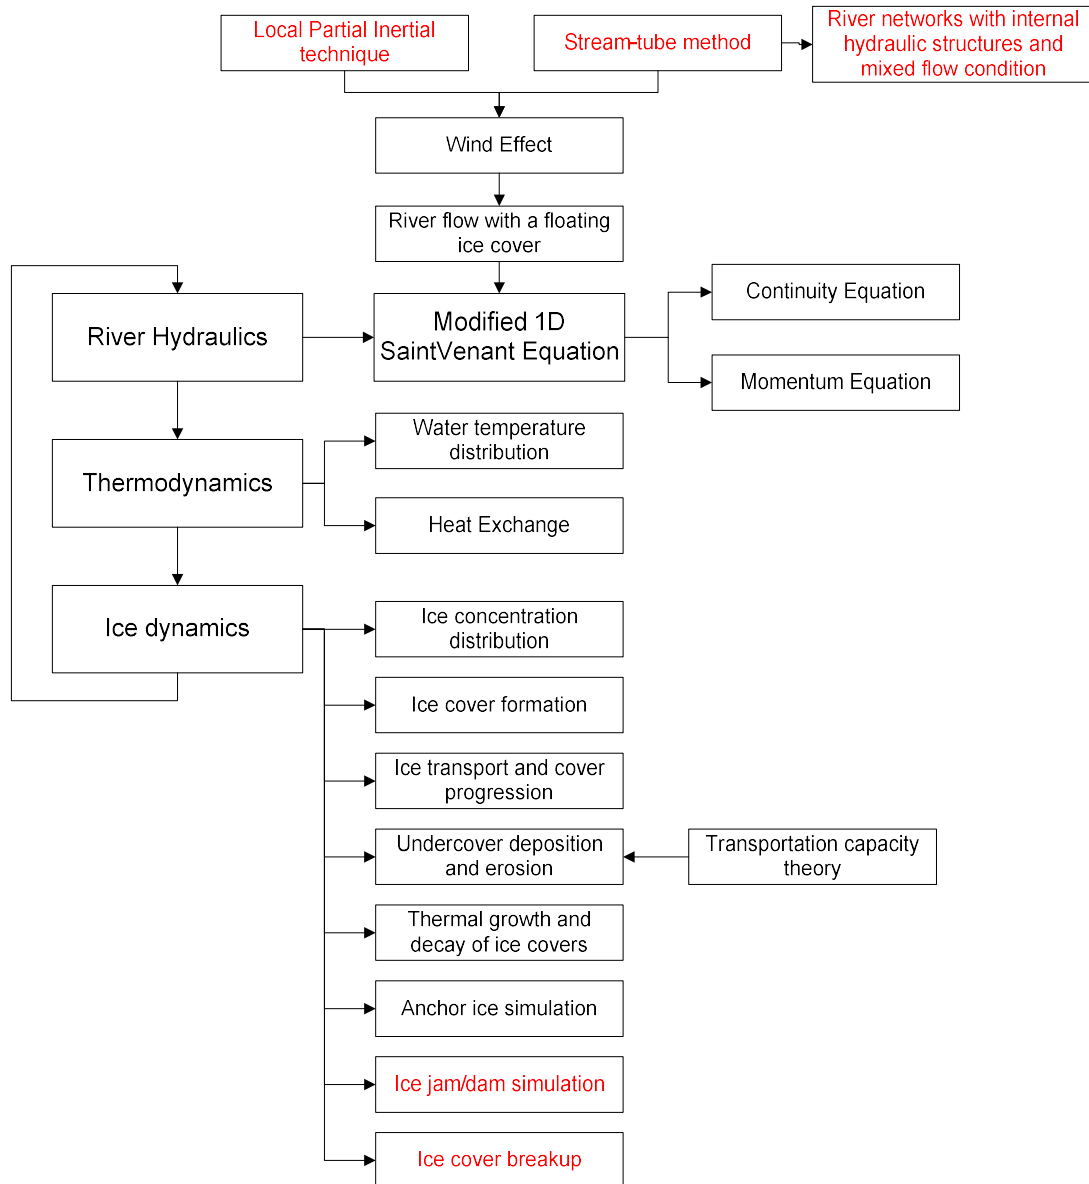 Local Partial Inertial
technique
Stream-tube method
River networks with internal
hydraulic structures and
mixed flow condition
Wind Effect
River flow with a floating
ice cover
River Hydraulics
Modified 1D
SaintVenant Equation
Continuity Equation
Momentum Equation
Thermodynamics
Water temperature
distribution
Heat Exchange
Ice dynamics
Ice concentration
distribution
Ice cover formation
Ice transport and cover
progression
Undercover deposition
and erosion
Transportation capacity
theory
Thermal growth and
decay of ice covers
Anchor ice simulation
Ice jam/dam simulation
Ice cover breakup